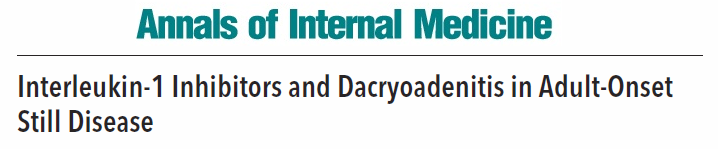 Annals of Internal Medicine
Interleukin-1 Inhibitors and Dacryoadenitis in Adult-Onset
Still Disease